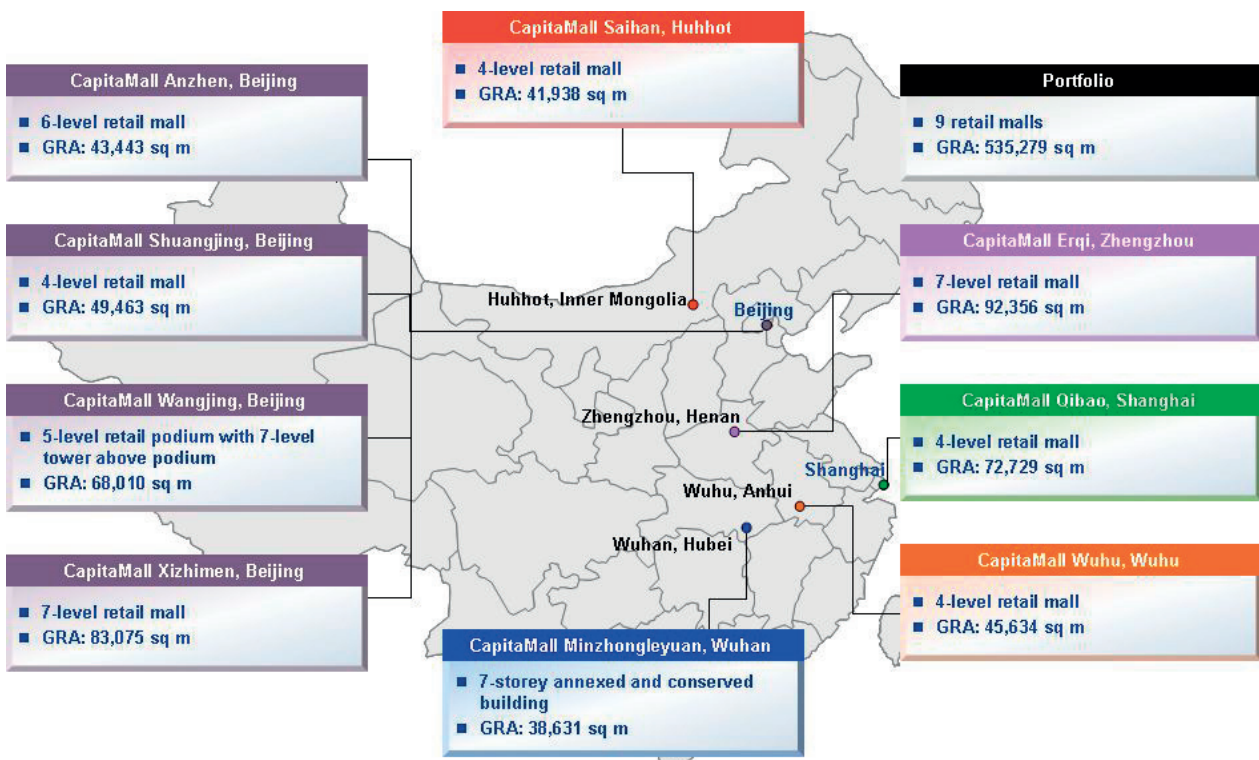 CapitaMall Saihan, Huhhot
4-level retail mall
GRA: 41,938 sq m
CapitaMall Anzhen, Beijing
6-level retail mall
GRA: 43,443 sq m
Portfolio
9 retail malls
GRA: 535,279 sq m
CapitaMall Shuangjing, Beijing
4-level retail mall
GRA: 49,463 sq m
CapitaMall Erqi, Zhengzhou
7-level retail mall
GRA: 92,356 sq m
Huhhot, Inner Mongolia
Beijing
CapitaMall Wangjing, Beijing
5-level retail podium with 7-level
tower above podium
GRA: 68,010 sq m
Zhengzhou, Henan
CapitaMall Qibao, Shanghai
4-level retail mall
GRA: 72,729 sq m
Shanghai
Wuhu, Anhui
Wuhan, Hubei
CapitaMall Xizhimen, Beijing
7-level retail mall
GRA: 83,075 sq m
CapitaMall Wuhu, Wuhu
4-level retail mall
GRA: 45,634 sq m
CapitaMall Minzhongleyuan, Wuhan
7-storey annexed and conserved
building
GRA: 38,631 sq m